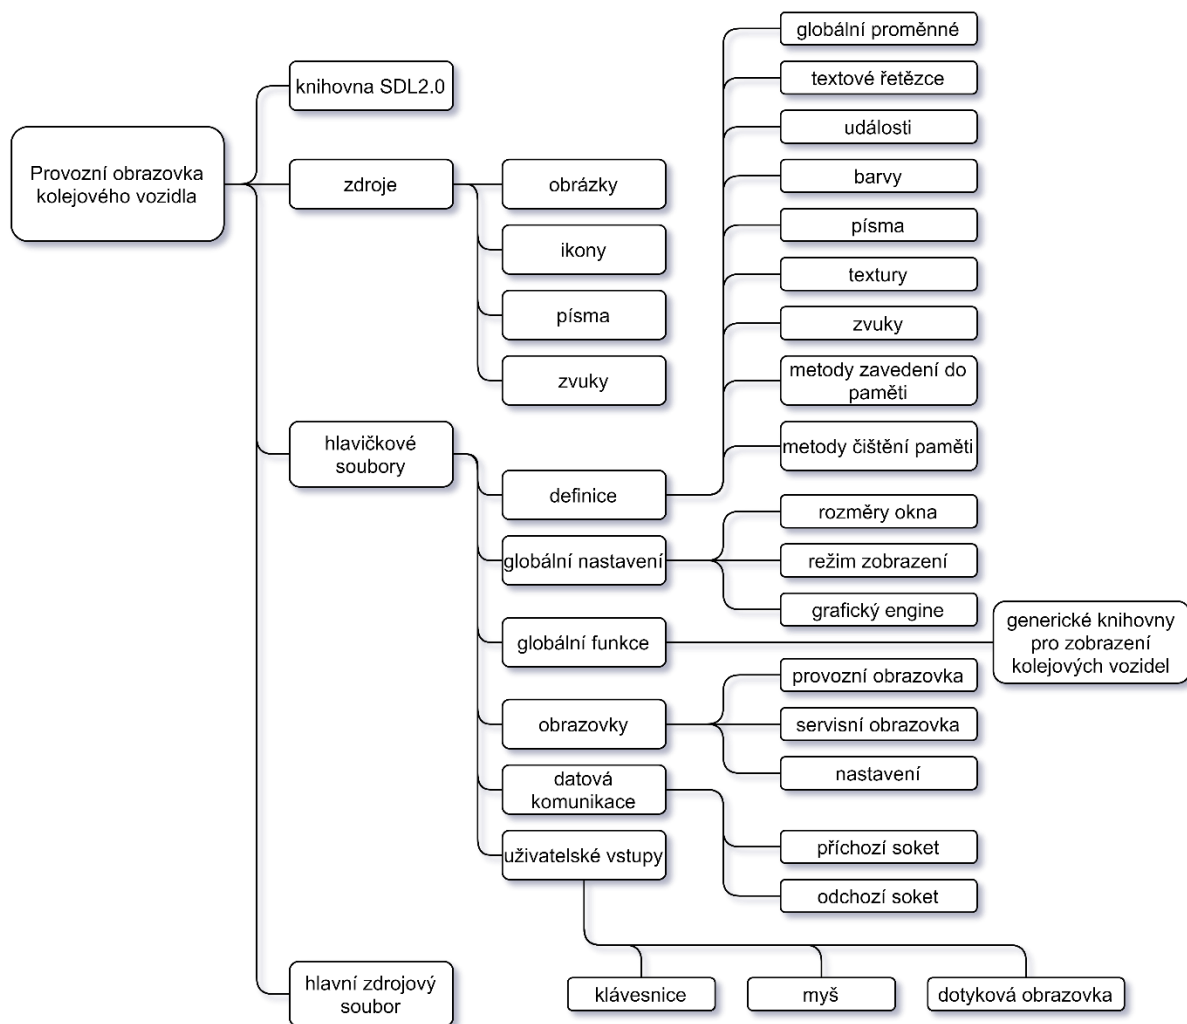 Provozní obrazovka
kolejového vozidla
knihovna SDL2.0
zdroje
obrázky
ikony
písma
zvuky
hlavičkové
soubory
definice
globální proměnné
textové řetězce
události
barvy
písma
textury
zvuky
metody zavedení do
paměti
metody čištění paměti
globální nastavení
rozměry okna
režim zobrazení
grafický engine
globální funkce
generické knihovny
pro zobrazení
kolejových vozidel
obrazovky
provozní obrazovka
servisní obrazovka
nastavení
datová
komunikace
příchozí soket
odchozí soket
uživatelské vstupy
klávesnice
myš
dotyková obrazovka
hlavní zdrojový
soubor